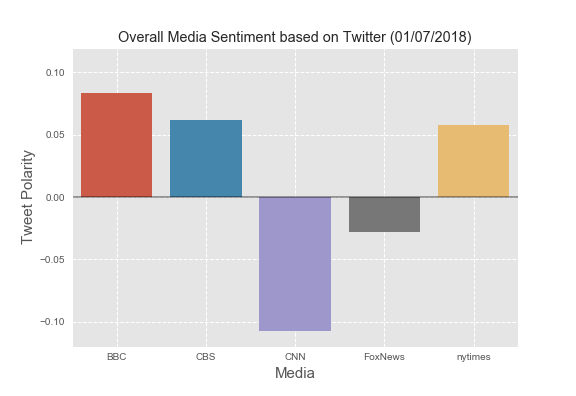 Overall Media Sentiment based on Twitter (01/07/2018)
0.10
0.05
0.00
−0.05
−0.10
Tweet Polarity
BBC CBS CNN FoxNews nytimes
Media